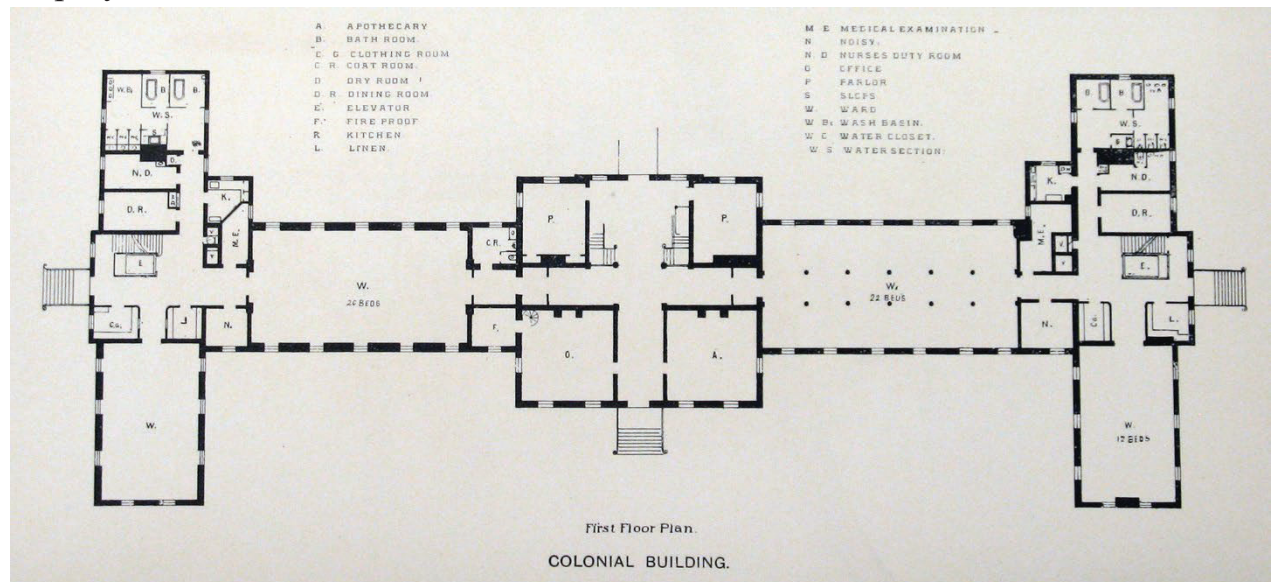 A. APOTHECARY
B. BATH ROOM.
C. G. CLOTHING ROOM
C R. COAT ROOM.
D DRY ROOM
D. R. DINING ROOM
E. ELEVATOR
F. FIRE PROOF
K. KITCHEN.
L. LINEN.
M E MEDICAL EXAMINATION
N NOISY.
N. D NURSES DUTY ROOM
O OFFICE
P PARLOR
S SLOPS
W. WARD
W B. WASH BASIN.
W C WATER CLOSET.
W S WATER SECTION
W.B. B. B.
W.S.
S
D.
N.D.
K.
D.R.
M.E.
C.R.
P.
P.
W.
26 BEDS
N.
L
F.
O.
A.
W.
B. B.
W.S.
S
K.
N.D.
D.R.
M.E.
E.
W.
22 BEDS
N.
L.
W.
12 BEDS
First Floor Plan.
COLONIAL BUILDING.